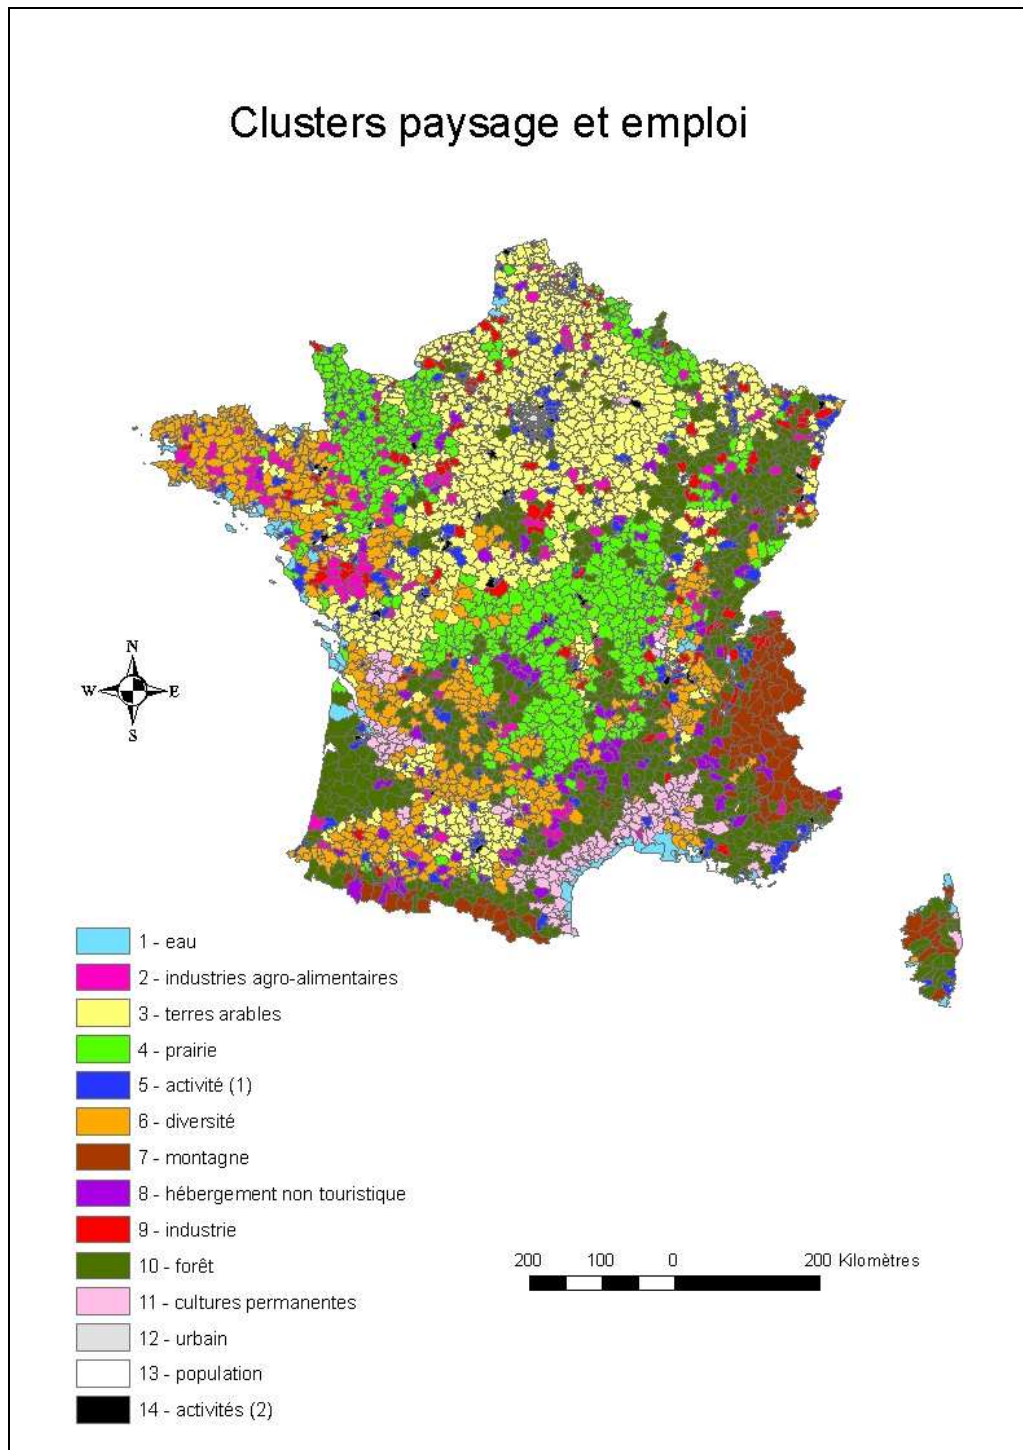 Clusters paysage et emploi
N
W E
S
1 - eau
2 - industries agro-alimentaires
3 - terres arables
4 - prairie
5 - activité (1)
6 - diversité
7 - montagne
8 - hébergement non touristique
9 - industrie
10 - forêt
11 - cultures permanentes
12 - urbain
13 - population
14 - activités (2)
200 100 0 200 Kilomètres